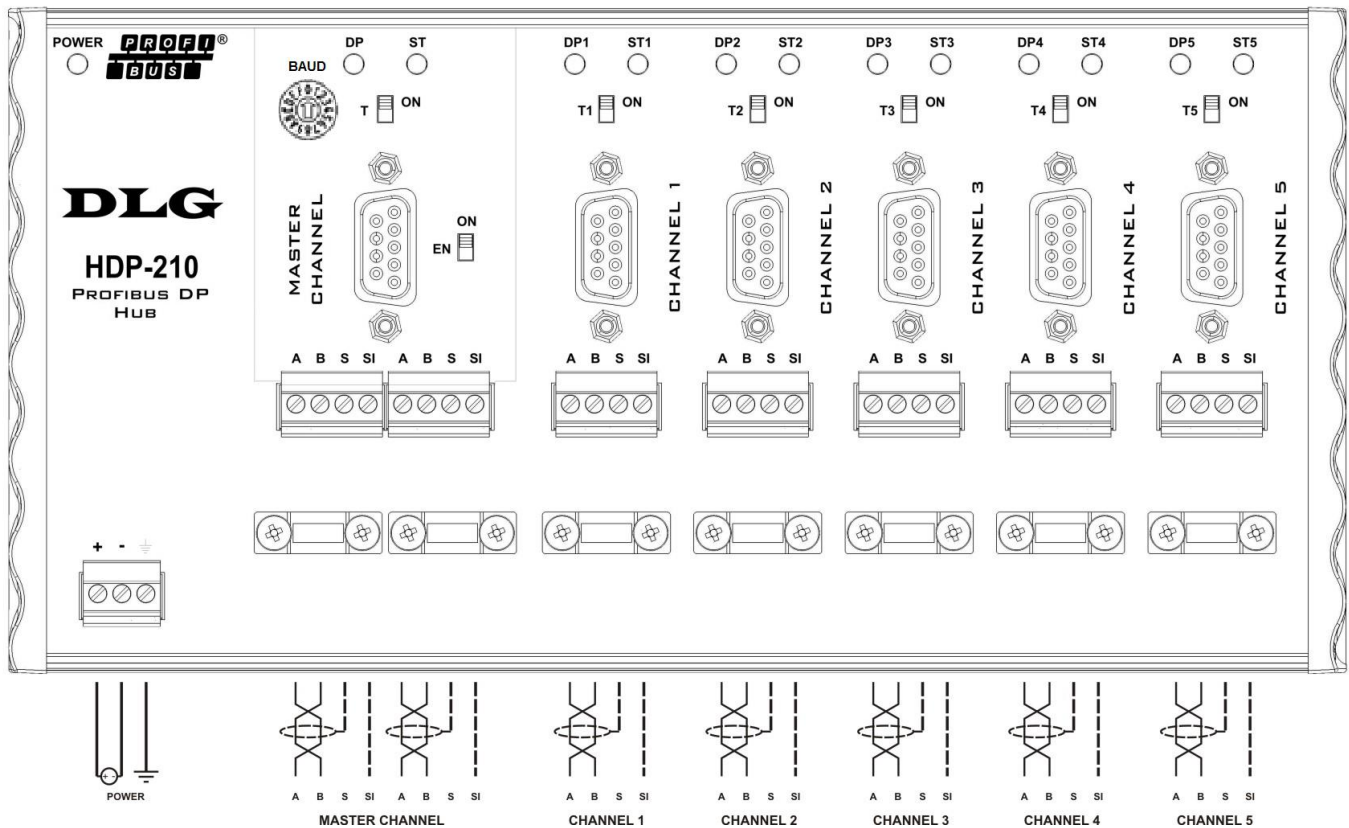 POWER PROFI® BUS
DP ST DP1 ST1 DP2 ST2 DP3 ST3 DP4 ST4 DP5 ST5
BAUD
T ON T1 ON T2 ON T3 ON T4 ON T5 ON
DLG
HDP-210
PROFIBUS DP
HUB
MASTER
CHANNEL
ON
EN
CHANNEL 1
CHANNEL 2
CHANNEL 3
CHANNEL 4
CHANNEL 5
A B S SI A B S SI A B S SI A B S SI A B S SI A B S SI A B S SI
+ -
POWER
A B S SI A B S SI A B S SI A B S SI A B S SI A B S SI A B S SI
MASTER CHANNEL CHANNEL 1 CHANNEL 2 CHANNEL 3 CHANNEL 4 CHANNEL 5